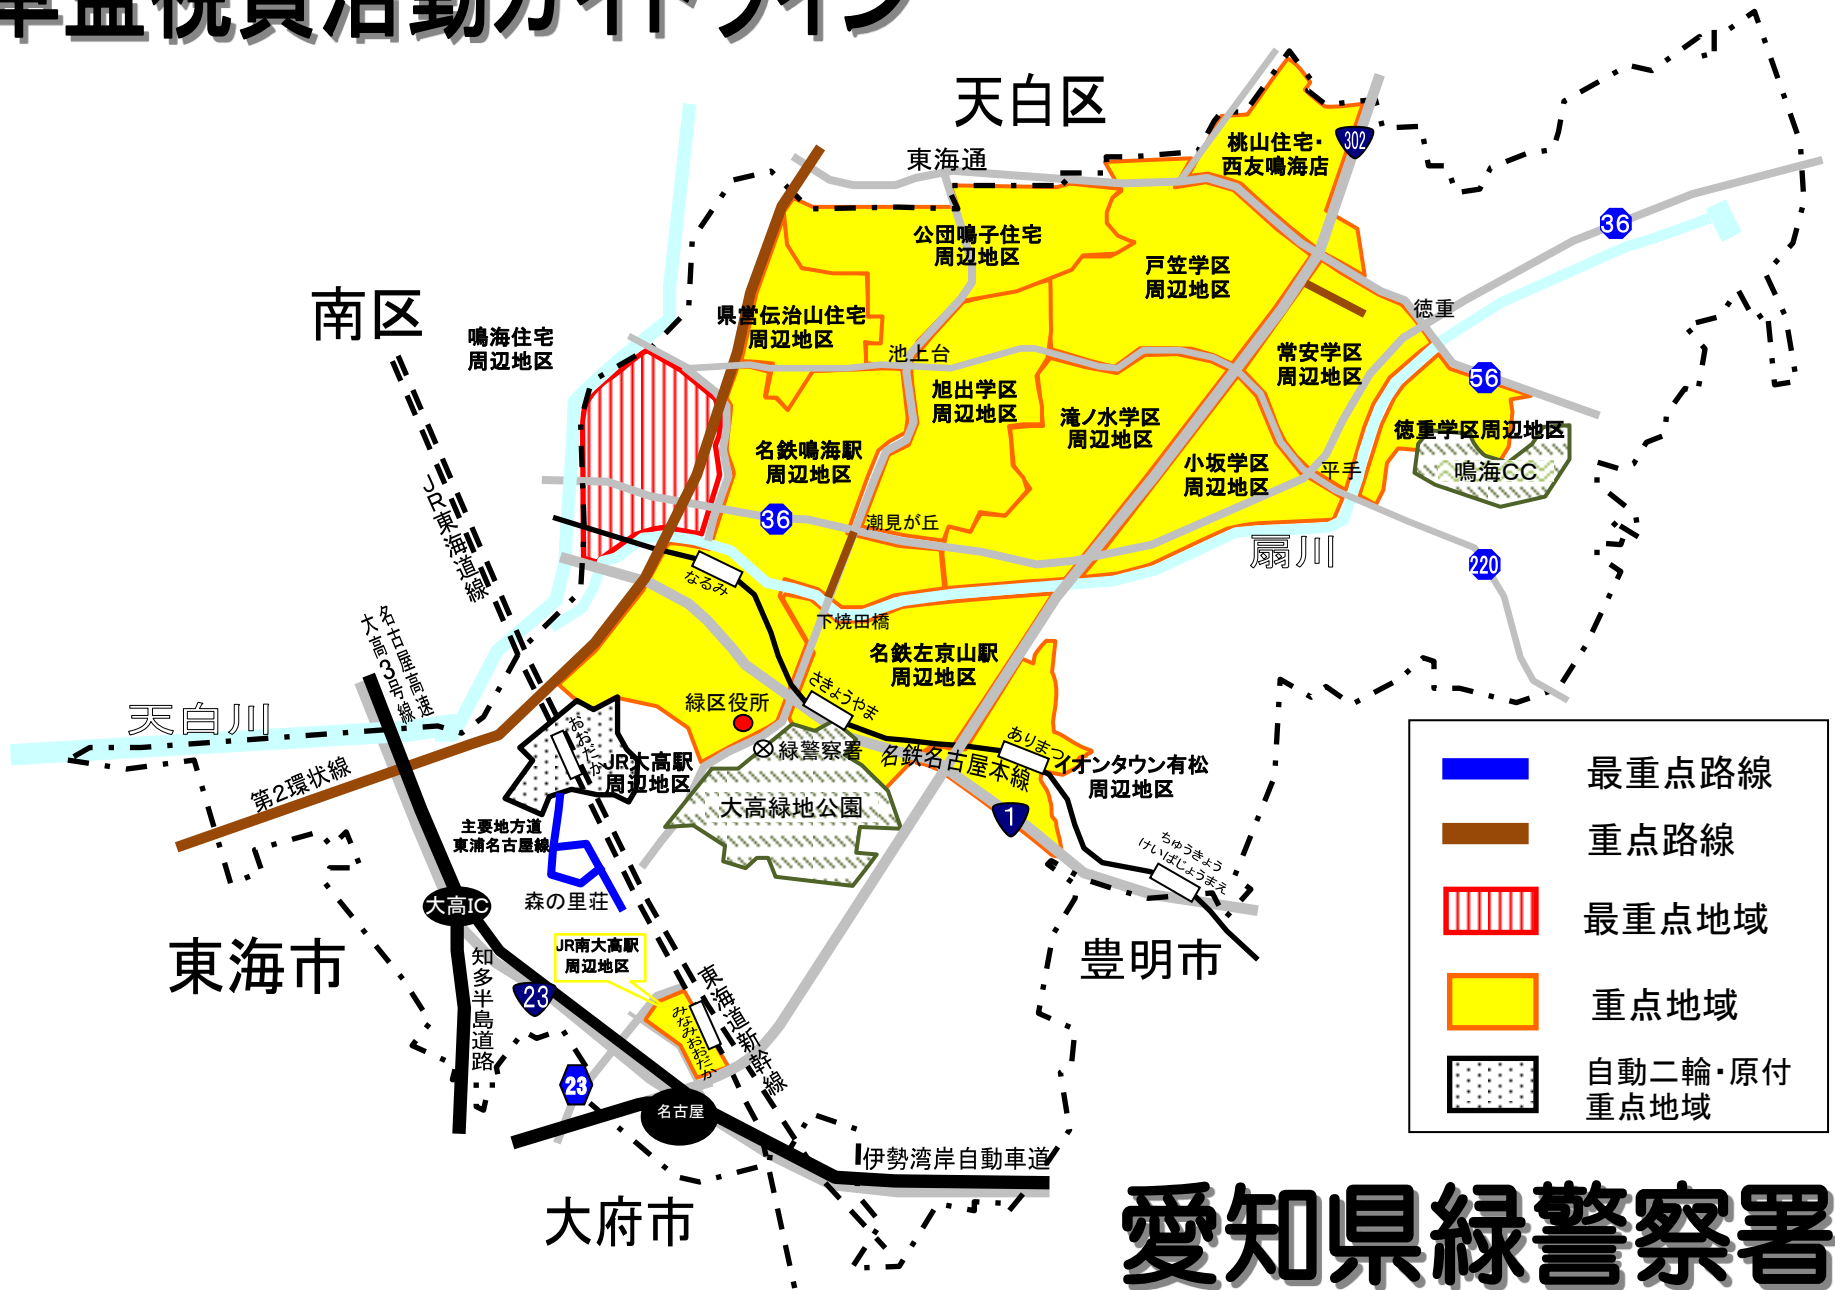 車監視員活動ガイドライン
天白区
東海通
桃山住宅・
西友鳴海店
302
36
公団鳴子住宅
周辺地区
戸笠学区
周辺地区
南区
鳴海住宅
周辺地区
県営伝治山住宅
周辺地区
徳重
池上台
常安学区
周辺地区
56
旭出学区
周辺地区
滝ノ水学区
周辺地区
徳重学区周辺地区
名鉄鳴海駅
周辺地区
小坂学区
周辺地区
平手
鳴海CC
JR東海道線
36
潮見が丘
扇川
220
なるみ
名古屋高速
大高3号線
下焼田橋
名鉄左京山駅
周辺地区
さきょうやま
緑区役所
天白川
おおだか
緑警察署
ありまつ
名鉄名古屋本線
JR大高駅
周辺地区
イオンタウン有松
周辺地区
第2環状線
大高緑地公園
1
主要地方道
東浦名古屋線
ちゅうきょう
けいばじょうまえ
森の里荘
大高IC
東海市
JR南大高駅
周辺地区
豊明市
知多半島道路
23
東海道新幹線
みなみおおだか
23
名古屋
伊勢湾岸自動車道
大府市
最重点路線
重点路線
最重点地域
重点地域
自動二輪・原付
重点地域
愛知県緑警察署